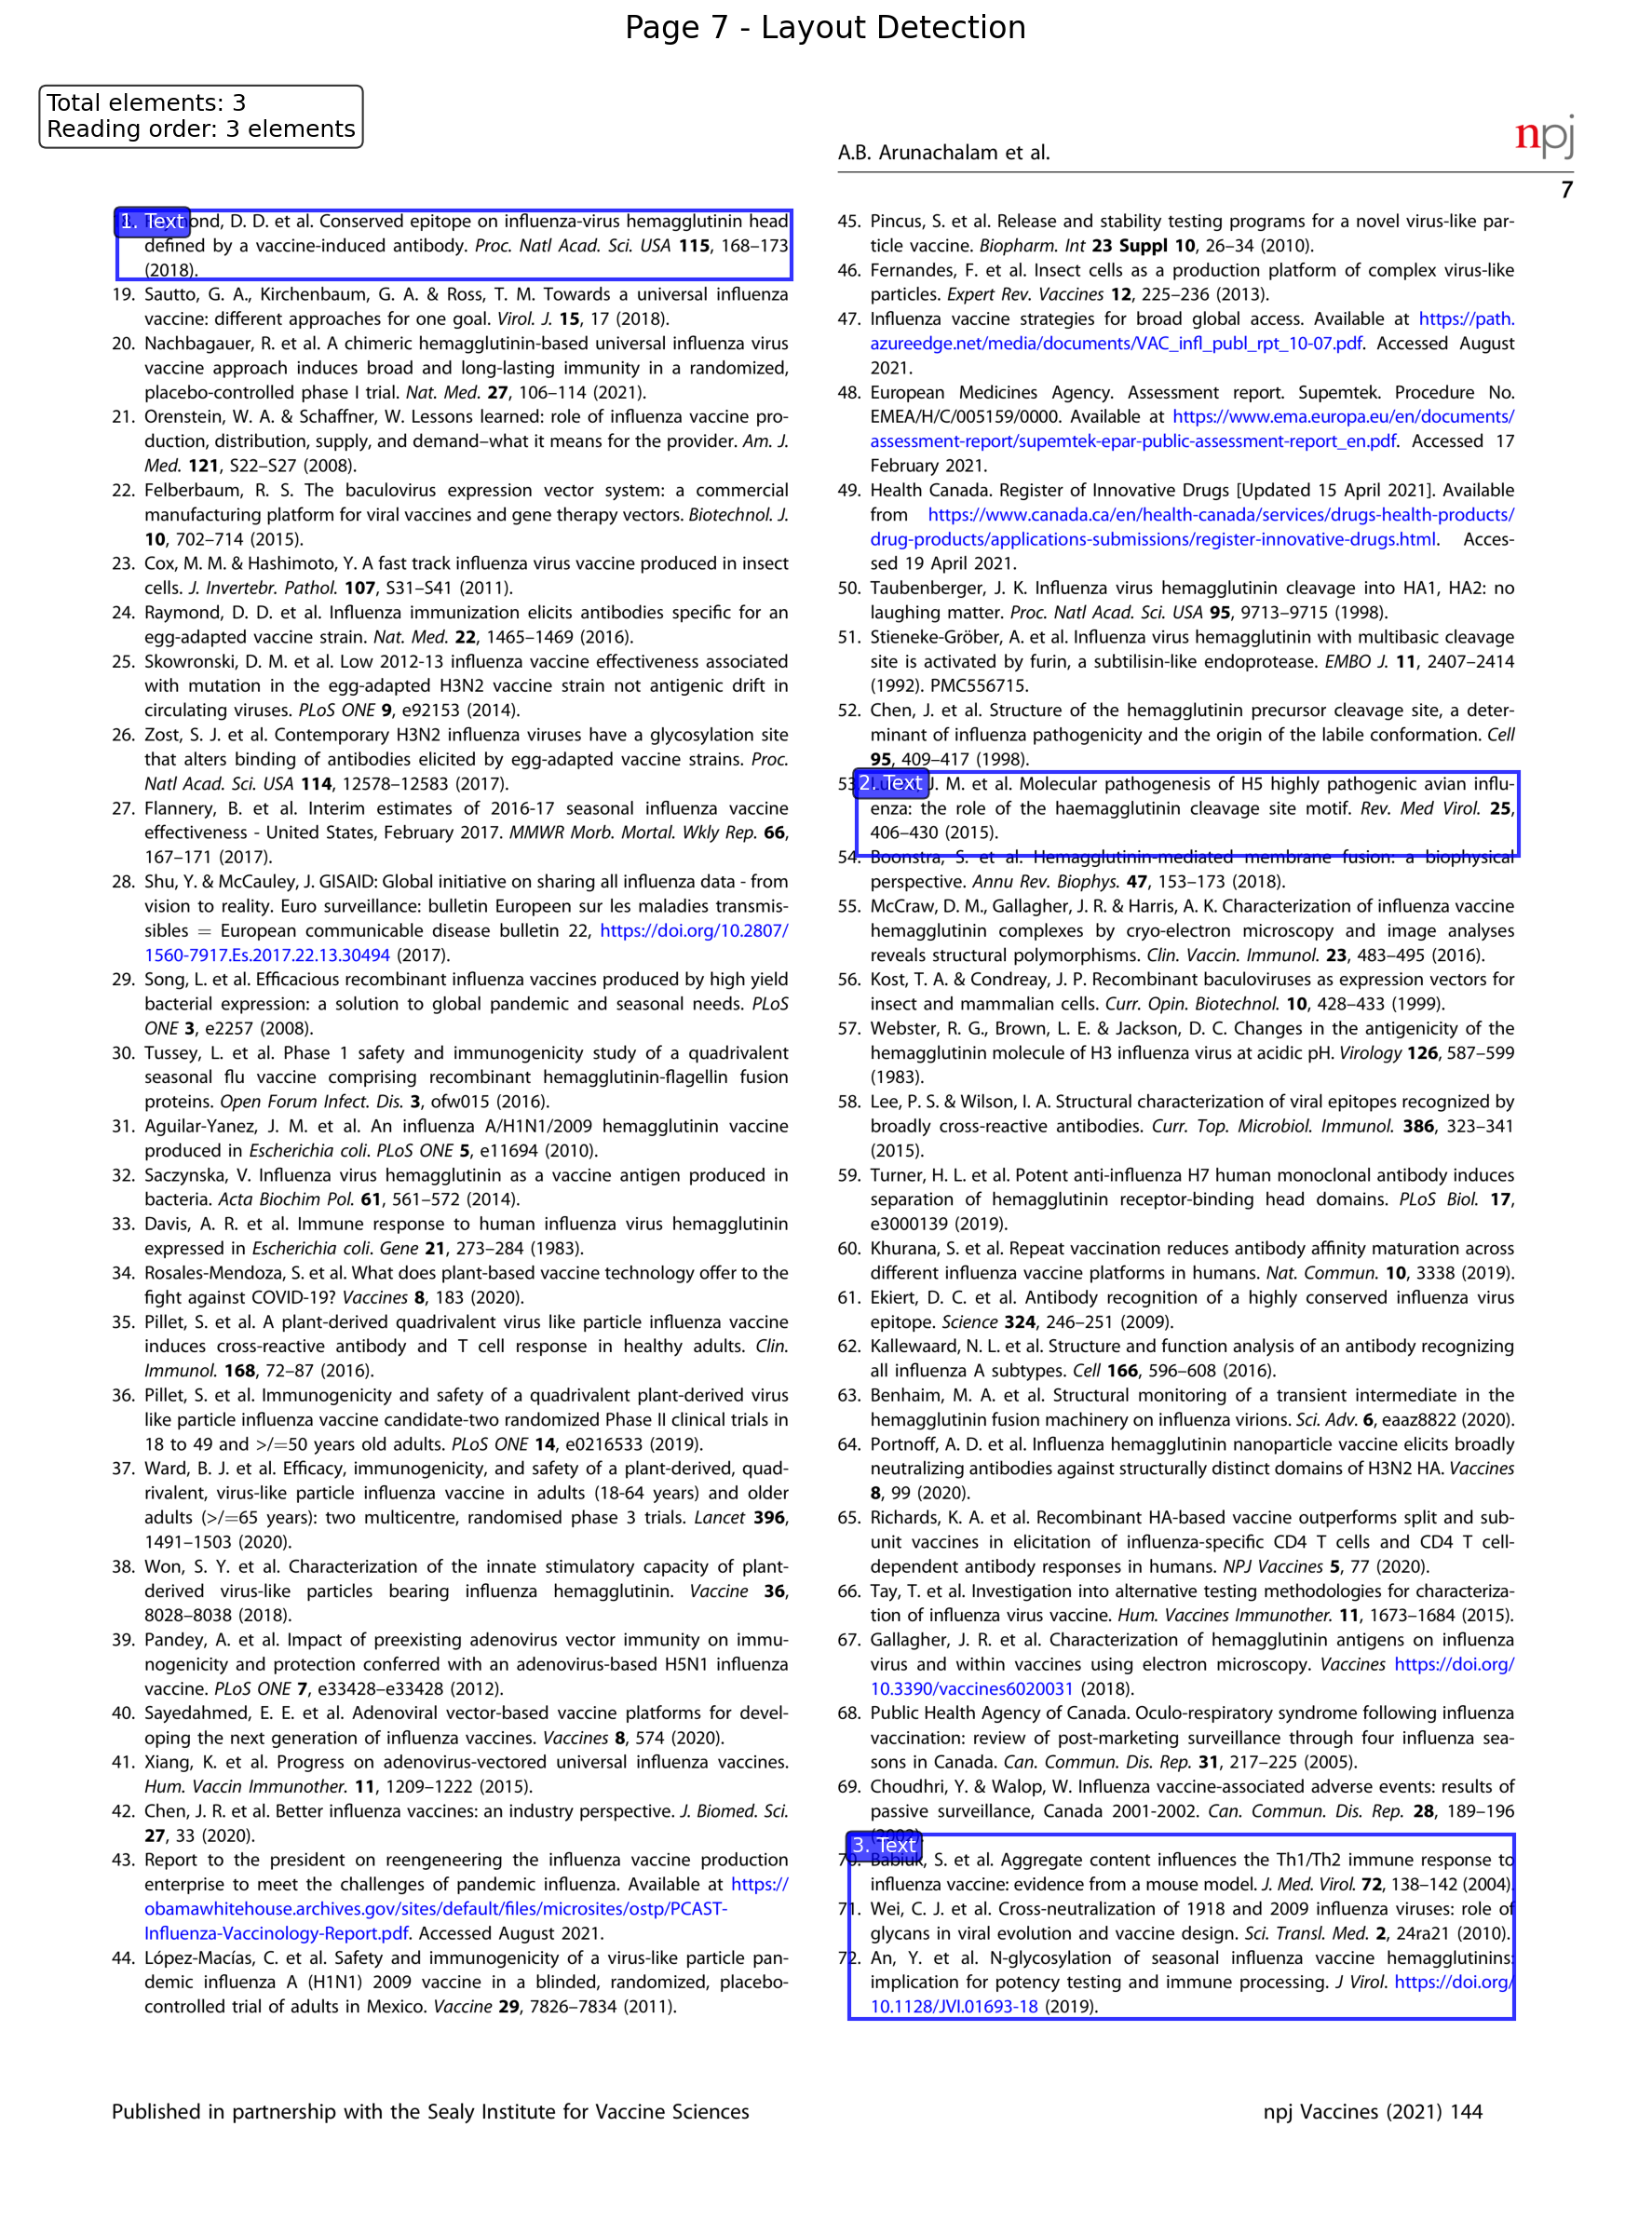 Page 7 - Layout Detection
Total elements: 3
Reading order: 3 elements
A.B. Arunachalam et al.
npj
7
1. Text
D. D. et al. Conserved epitope on influenza-virus hemagglutinin head
defined by a vaccine-induced antibody. Proc. Natl Acad. Sci. USA 115, 168–173
(2018).
19. Sautto, G. A., Kirchenbaum, G. A. & Ross, T. M. Towards a universal influenza
vaccine: different approaches for one goal. Virol. J. 15, 17 (2018).
20. Nachbagauer, R. et al. A chimeric hemagglutinin-based universal influenza virus
vaccine approach induces broad and long-lasting immunity in a randomized,
placebo-controlled phase I trial. Nat. Med. 27, 106–114 (2021).
21. Orenstein, W. A. & Schaffner, W. Lessons learned: role of influenza vaccine pro-
duction, distribution, supply, and demand–what it means for the provider. Am. J.
Med. 121, S22–S27 (2008).
22. Felberbaum, R. S. The baculovirus expression vector system: a commercial
manufacturing platform for viral vaccines and gene therapy vectors. Biotechnol. J.
10, 702–714 (2015).
23. Cox, M. M. & Hashimoto, Y. A fast track influenza virus vaccine produced in insect
cells. J. Invertebr. Pathol. 107, S31–S41 (2011).
24. Raymond, D. D. et al. Influenza immunization elicits antibodies specific for an
egg-adapted vaccine strain. Nat. Med. 22, 1465–1469 (2016).
25. Skowronski, D. M. et al. Low 2012-13 influenza vaccine effectiveness associated
with mutation in the egg-adapted H3N2 vaccine strain not antigenic drift in
circulating viruses. PLoS ONE 9, e92153 (2014).
26. Zost, S. J. et al. Contemporary H3N2 influenza viruses have a glycosylation site
that alters binding of antibodies elicited by egg-adapted vaccine strains. Proc.
Natl Acad. Sci. USA 114, 12578–12583 (2017).
27. Flannery, B. et al. Interim estimates of 2016-17 seasonal influenza vaccine
effectiveness - United States, February 2017. MMWR Morb. Mortal. Wkly Rep. 66,
167–171 (2017).
28. Shu, Y. & McCauley, J. GISAID: Global initiative on sharing all influenza data - from
vision to reality. Euro surveillance: bulletin Europeen sur les maladies transmis-
sibles = European communicable disease bulletin 22, https://doi.org/10.2807/
1560-7917.Es.2017.22.13.30494 (2017).
29. Song, L. et al. Efficacious recombinant influenza vaccines produced by high yield
bacterial expression: a solution to global pandemic and seasonal needs. PLoS
ONE 3, e2257 (2008).
30. Tussey, L. et al. Phase 1 safety and immunogenicity study of a quadrivalent
seasonal flu vaccine comprising recombinant hemagglutinin-flagellin fusion
proteins. Open Forum Infect. Dis. 3, ofw015 (2016).
31. Aguilar-Yanez, J. M. et al. An influenza A/H1N1/2009 hemagglutinin vaccine
produced in Escherichia coli. PLoS ONE 5, e11694 (2010).
32. Saczynska, V. Influenza virus hemagglutinin as a vaccine antigen produced in
bacteria. Acta Biochim Pol. 61, 561–572 (2014).
33. Davis, A. R. et al. Immune response to human influenza virus hemagglutinin
expressed in Escherichia coli. Gene 21, 273–284 (1983).
34. Rosales-Mendoza, S. et al. What does plant-based vaccine technology offer to the
fight against COVID-19? Vaccines 8, 183 (2020).
35. Pillet, S. et al. A plant-derived quadrivalent virus like particle influenza vaccine
induces cross-reactive antibody and T cell response in healthy adults. Clin.
Immunol. 168, 72–87 (2016).
36. Pillet, S. et al. Immunogenicity and safety of a quadrivalent plant-derived virus
like particle influenza vaccine candidate-two randomized Phase II clinical trials in
18 to 49 and >/=50 years old adults. PLoS ONE 14, e0216533 (2019).
37. Ward, B. J. et al. Efficacy, immunogenicity, and safety of a plant-derived, quad-
rivalent, virus-like particle influenza vaccine in adults (18-64 years) and older
adults (>/=65 years): two multicentre, randomised phase 3 trials. Lancet 396,
1491–1503 (2020).
38. Won, S. Y. et al. Characterization of the innate stimulatory capacity of plant-
derived virus-like particles bearing influenza hemagglutinin. Vaccine 36,
8028–8038 (2018).
39. Pandey, A. et al. Impact of preexisting adenovirus vector immunity on immu-
nogenicity and protection conferred with an adenovirus-based H5N1 influenza
vaccine. PLoS ONE 7, e33428–e33428 (2012).
40. Sayedahmed, E. E. et al. Adenoviral vector-based vaccine platforms for devel-
oping the next generation of influenza vaccines. Vaccines 8, 574 (2020).
41. Xiang, K. et al. Progress on adenovirus-vectored universal influenza vaccines.
Hum. Vaccin Immunother. 11, 1209–1222 (2015).
42. Chen, J. R. et al. Better influenza vaccines: an industry perspective. J. Biomed. Sci.
27, 33 (2020).
43. Report to the president on reengeneering the influenza vaccine production
enterprise to meet the challenges of pandemic influenza. Available at https://
obamawhitehouse.archives.gov/sites/default/files/microsites/ostp/PCAST-
Influenza-Vaccinology-Report.pdf. Accessed August 2021.
44. López-Macías, C. et al. Safety and immunogenicity of a virus-like particle pan-
demic influenza A (H1N1) 2009 vaccine in a blinded, randomized, placebo-
controlled trial of adults in Mexico. Vaccine 29, 7826–7834 (2011).
45. Pincus, S. et al. Release and stability testing programs for a novel virus-like par-
ticle vaccine. Biopharm. Int 23 Suppl 10, 26–34 (2010).
46. Fernandes, F. et al. Insect cells as a production platform of complex virus-like
particles. Expert Rev. Vaccines 12, 225–236 (2013).
47. Influenza vaccine strategies for broad global access. Available at https://path.
azureedge.net/media/documents/VAC_infl_publ_rpt_10-07.pdf. Accessed August
2021.
48. European Medicines Agency. Assessment report. Supemtek. Procedure No.
EMEA/H/C/005159/0000. Available at https://www.ema.europa.eu/en/documents/
assessment-report/supemtek-epar-public-assessment-report_en.pdf. Accessed 17
February 2021.
49. Health Canada. Register of Innovative Drugs [Updated 15 April 2021]. Available
from https://www.canada.ca/en/health-canada/services/drugs-health-products/
drug-products/applications-submissions/register-innovative-drugs.html. Acces-
sed 19 April 2021.
50. Taubenberger, J. K. Influenza virus hemagglutinin cleavage into HA1, HA2: no
laughing matter. Proc. Natl Acad. Sci. USA 95, 9713–9715 (1998).
51. Stieneke-Gröber, A. et al. Influenza virus hemagglutinin with multibasic cleavage
site is activated by furin, a subtilisin-like endoprotease. EMBO J. 11, 2407–2414
(1992). PMC556715.
52. Chen, J. et al. Structure of the hemagglutinin precursor cleavage site, a deter-
minant of influenza pathogenicity and the origin of the labile conformation. Cell
95, 409–417 (1998).
2. Text
53. J. M. et al. Molecular pathogenesis of H5 highly pathogenic avian influ-
enza: the role of the haemagglutinin cleavage site motif. Rev. Med Virol. 25,
406–430 (2015).
54. Boonstra, S. et al. Hemagglutinin-mediated membrane fusion: a biophysical
perspective. Annu Rev. Biophys. 47, 153–173 (2018).
55. McCraw, D. M., Gallagher, J. R. & Harris, A. K. Characterization of influenza vaccine
hemagglutinin complexes by cryo-electron microscopy and image analyses
reveals structural polymorphisms. Clin. Vaccin. Immunol. 23, 483–495 (2016).
56. Kost, T. A. & Condreay, J. P. Recombinant baculoviruses as expression vectors for
insect and mammalian cells. Curr. Opin. Biotechnol. 10, 428–433 (1999).
57. Webster, R. G., Brown, L. E. & Jackson, D. C. Changes in the antigenicity of the
hemagglutinin molecule of H3 influenza virus at acidic pH. Virology 126, 587–599
(1983).
58. Lee, P. S. & Wilson, I. A. Structural characterization of viral epitopes recognized by
broadly cross-reactive antibodies. Curr. Top. Microbiol. Immunol. 386, 323–341
(2015).
59. Turner, H. L. et al. Potent anti-influenza H7 human monoclonal antibody induces
separation of hemagglutinin receptor-binding head domains. PLoS Biol. 17,
e3000139 (2019).
60. Khurana, S. et al. Repeat vaccination reduces antibody affinity maturation across
different influenza vaccine platforms in humans. Nat. Commun. 10, 3338 (2019).
61. Ekiert, D. C. et al. Antibody recognition of a highly conserved influenza virus
epitope. Science 324, 246–251 (2009).
62. Kallewaard, N. L. et al. Structure and function analysis of an antibody recognizing
all influenza A subtypes. Cell 166, 596–608 (2016).
63. Benhaim, M. A. et al. Structural monitoring of a transient intermediate in the
hemagglutinin fusion machinery on influenza virions. Sci. Adv. 6, eaaz8822 (2020).
64. Portnoff, A. D. et al. Influenza hemagglutinin nanoparticle vaccine elicits broadly
neutralizing antibodies against structurally distinct domains of H3N2 HA. Vaccines
8, 99 (2020).
65. Richards, K. A. et al. Recombinant HA-based vaccine outperforms split and sub-
unit vaccines in elicitation of influenza-specific CD4 T cells and CD4 T cell-
dependent antibody responses in humans. NPJ Vaccines 5, 77 (2020).
66. Tay, T. et al. Investigation into alternative testing methodologies for characteriza-
tion of influenza virus vaccine. Hum. Vaccines Immunother. 11, 1673–1684 (2015).
67. Gallagher, J. R. et al. Characterization of hemagglutinin antigens on influenza
virus and within vaccines using electron microscopy. Vaccines https://doi.org/
10.3390/vaccines6020031 (2018).
68. Public Health Agency of Canada. Oculo-respiratory syndrome following influenza
vaccination: review of post-marketing surveillance through four influenza sea-
sons in Canada. Can. Commun. Dis. Rep. 31, 217–225 (2005).
69. Choudhri, Y. & Walop, W. Influenza vaccine-associated adverse events: results of
passive surveillance, Canada 2001-2002. Can. Commun. Dis. Rep. 28, 189–196
(2002).
3. Text
70. Babiuk, S. et al. Aggregate content influences the Th1/Th2 immune response to
influenza vaccine: evidence from a mouse model. J. Med. Virol. 72, 138–142 (2004).
71. Wei, C. J. et al. Cross-neutralization of 1918 and 2009 influenza viruses: role of
glycans in viral evolution and vaccine design. Sci. Transl. Med. 2, 24ra21 (2010).
72. An, Y. et al. N-glycosylation of seasonal influenza vaccine hemagglutinins:
implication for potency testing and immune processing. J Virol. https://doi.org/
10.1128/JVI.01693-18 (2019).
Published in partnership with the Sealy Institute for Vaccine Sciences
npj Vaccines (2021) 144